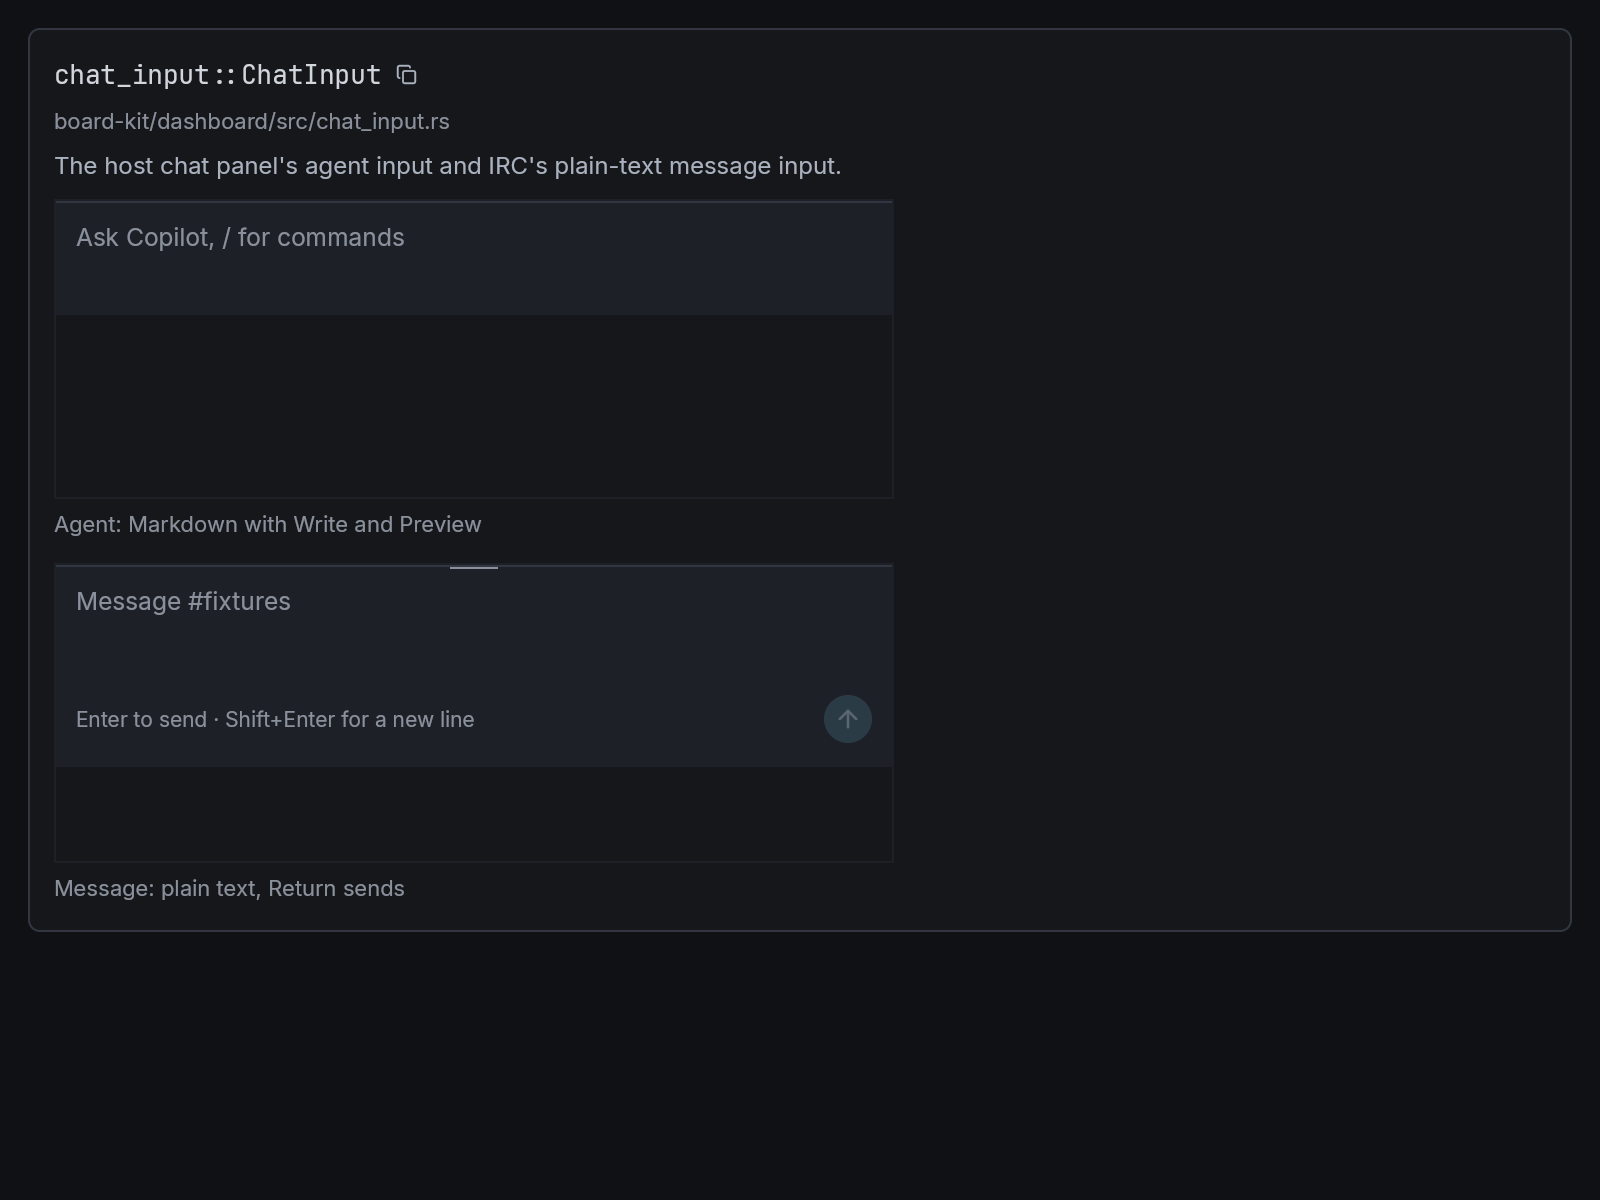 chat_input::ChatInput
board-kit/dashboard/src/chat_input.rs
The host chat panel's agent input and IRC's plain-text message input.
Ask Copilot, / for commands
Agent: Markdown with Write and Preview
Message #fixtures
Enter to send · Shift+Enter for a new line
Message: plain text, Return sends